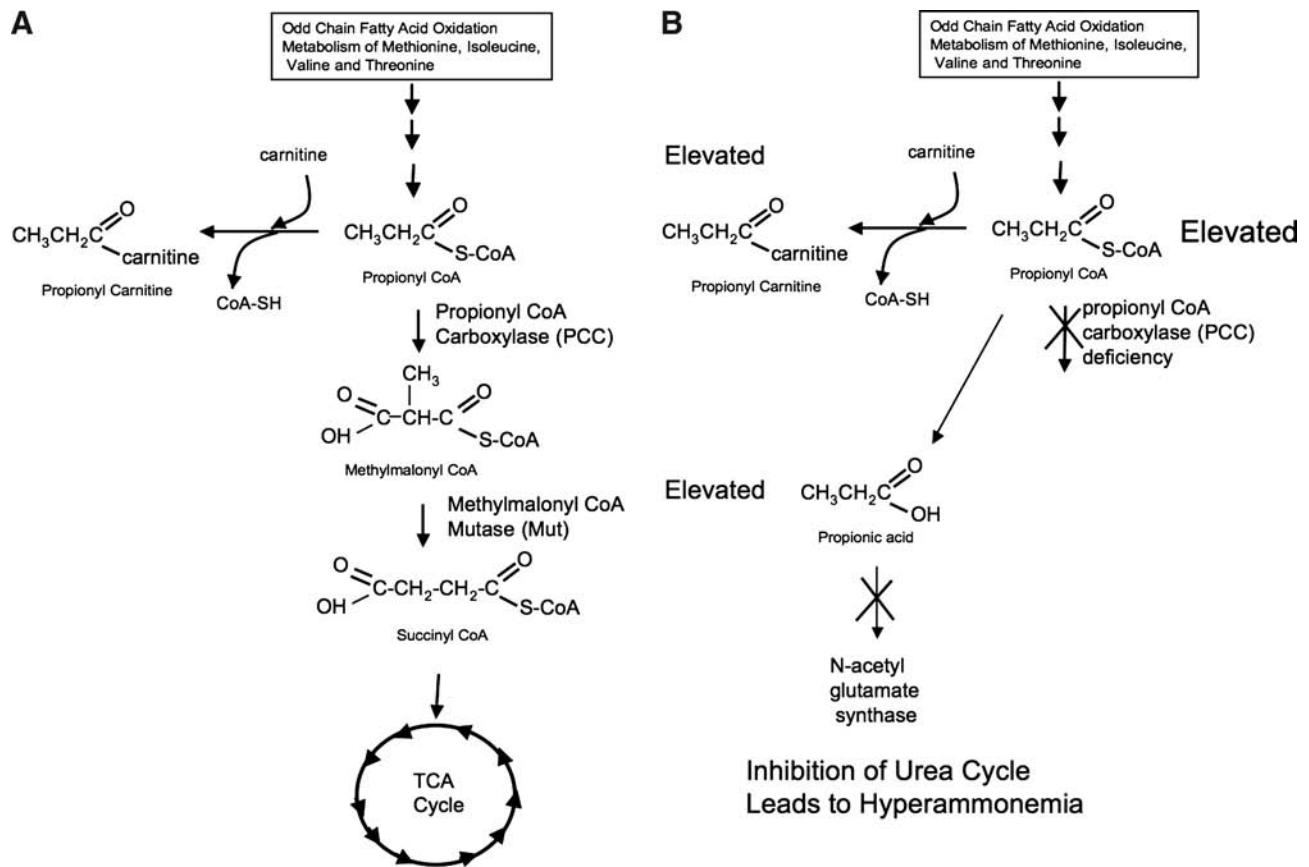 A
Odd Chain Fatty Acid Oxidation
Metabolism of Methionine, Isoleucine,
Valine and Threonine
carnitine
CH₃CH₂C
O
carnitine
Propionyl Carnitine
CoA-SH
CH₃CH₂C
O
S-CoA
Propionyl CoA
Propionyl CoA
Carboxylase (PCC)
CH₃
O
O
C-CH-C
OH
S-CoA
Methylmalonyl CoA
Methylmalonyl CoA
Mutase (Mut)
O
O
C-CH₂-CH₂-C
OH
S-CoA
Succinyl CoA
TCA
Cycle
B
Odd Chain Fatty Acid Oxidation
Metabolism of Methionine, Isoleucine,
Valine and Threonine
Elevated
carnitine
CH₃CH₂C
O
carnitine
Propionyl Carnitine
CoA-SH
CH₃CH₂C
O
S-CoA
Propionyl CoA
Elevated
propionyl CoA
carboxylase (PCC)
deficiency
Elevated
CH₃CH₂C
O
OH
Propionic acid
N-acetyl
glutamate
synthase
Inhibition of Urea Cycle
Leads to Hyperammonemia